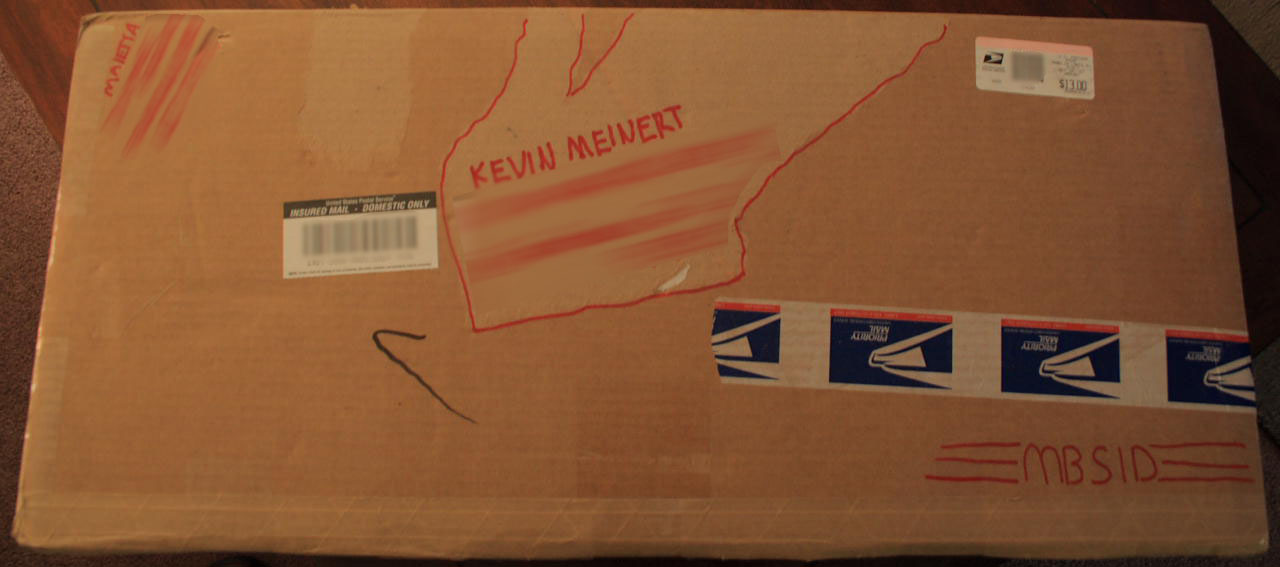 MAIETTA
KEVIN MEINERT
$13.00
United States Postal Service
INSURED MAIL - DOMESTIC ONLY
PRIORITY
MAIL
PRIORITY
MAIL
PRIORITY
MAIL
MBSID